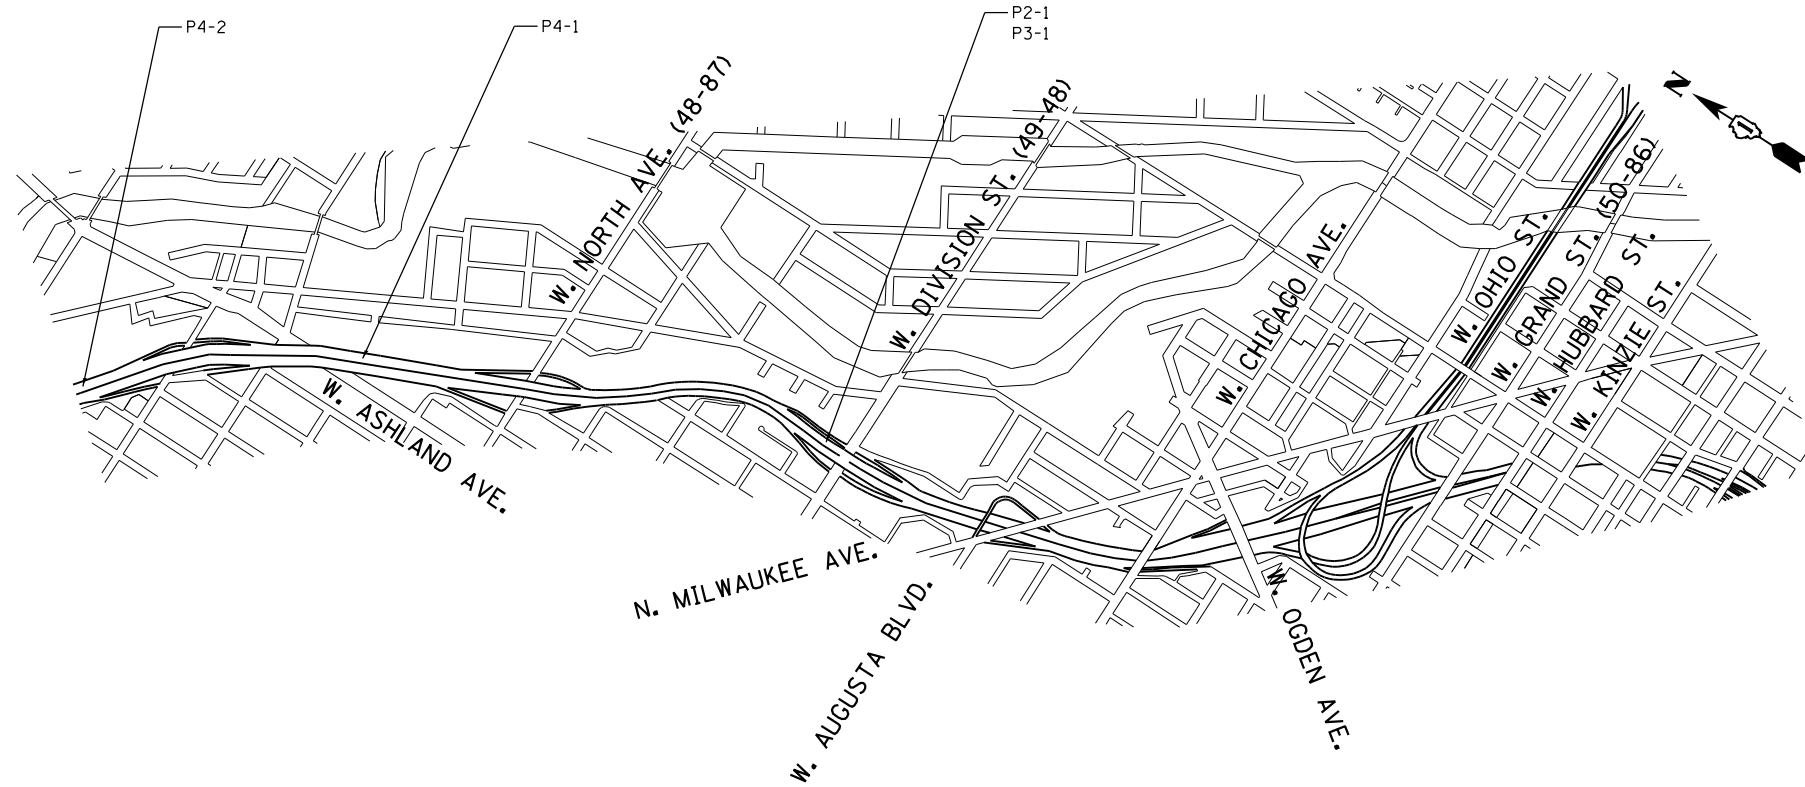 P4-2
P4-1
P2-1
P3-1
N
1
W. NORTH AVE. (48-87)
W. DIVISION ST. (49-48)
W. CHICAGO AVE.
W. OHIO ST.
W. GRAND ST. (50-86)
W. HUBBARD ST.
W. KINZIE ST.
W. ASHLAND AVE.
N. MILWAUKEE AVE.
W. AUGUSTA BLVD.
W. OGDEN AVE.